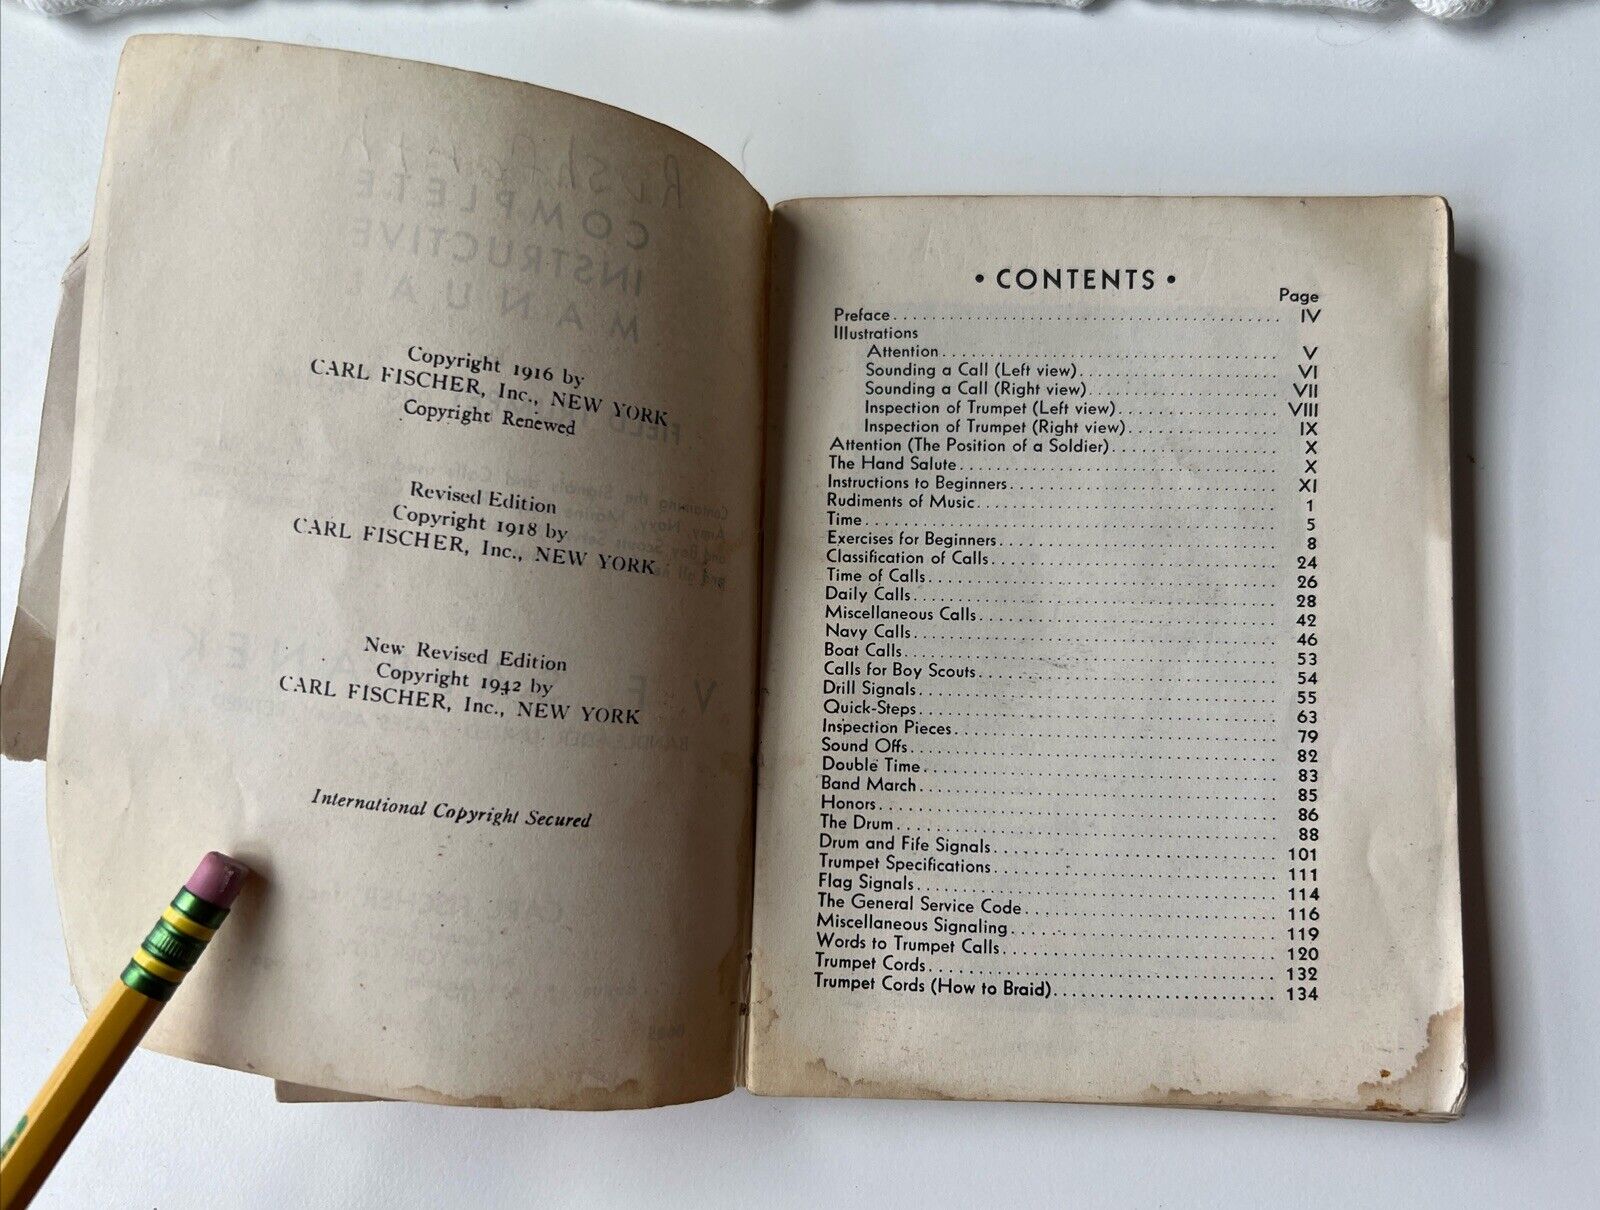 Copyright 1916 by
CARL FISCHER, Inc., NEW YORK
Copyright Renewed
Revised Edition
Copyright 1918 by
CARL FISCHER, Inc., NEW YORK
New Revised Edition
Copyright 1942 by
CARL FISCHER, Inc., NEW YORK
International Copyright Secured
COMPLETE
INSTRUCTIVE
MANUAL
• CONTENTS •
Page
Preface IV
Illustrations
Attention V
Sounding a Call (Left view) VI
Sounding a Call (Right view) VII
Inspection of Trumpet (Left view) VIII
Inspection of Trumpet (Right view) IX
Attention (The Position of a Soldier) X
The Hand Salute X
Instructions to Beginners XI
Rudiments of Music 1
Time 5
Exercises for Beginners 8
Classification of Calls 24
Time of Calls 26
Daily Calls 28
Miscellaneous Calls 42
Navy Calls 46
Boat Calls 53
Calls for Boy Scouts 54
Drill Signals 55
Quick-Steps 63
Inspection Pieces 79
Sound Offs 82
Double Time 83
Band March 85
Honors 86
The Drum 88
Drum and Fife Signals 101
Trumpet Specifications 111
Flag Signals 114
The General Service Code 116
Miscellaneous Signaling 119
Words to Trumpet Calls 120
Trumpet Cords 132
Trumpet Cords (How to Braid) 134